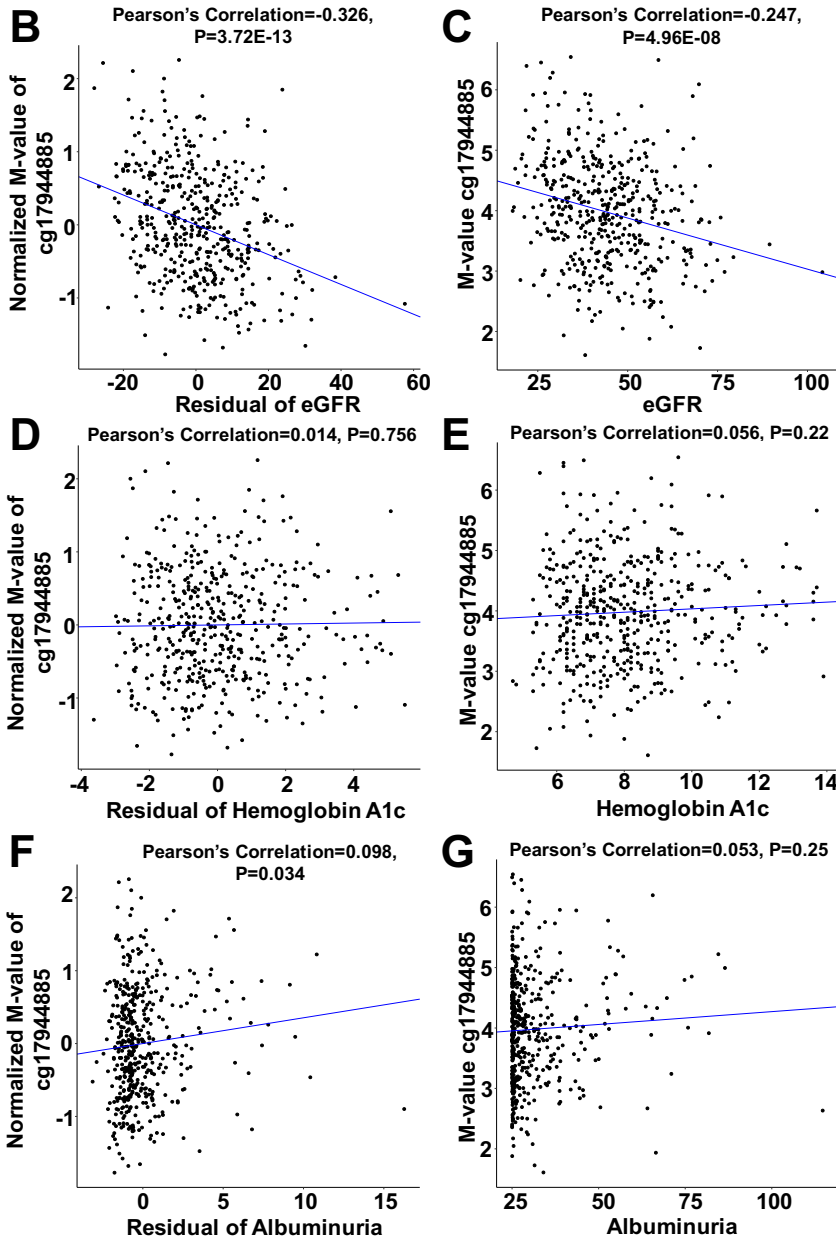 B
Pearson's Correlation=-0.326,
P=3.72E-13
Normalized M-value of
cg17944885
2
1
0
-1
-20
0
20
40
60
Residual of eGFR
C
Pearson's Correlation=-0.247,
P=4.96E-08
M-value cg17944885
6
5
4
3
2
25
50
75
100
eGFR
D
Pearson's Correlation=0.014, P=0.756
Normalized M-value of
cg17944885
2
1
0
-1
-4
-2
0
2
4
Residual of Hemoglobin A1c
E
Pearson's Correlation=0.056, P=0.22
M-value cg17944885
6
5
4
3
2
6
8
10
12
14
Hemoglobin A1c
F
Pearson's Correlation=0.098,
P=0.034
Normalized M-value of
cg17944885
2
1
0
-1
0
5
10
15
Residual of Albuminuria
G
Pearson's Correlation=0.053, P=0.25
M-value cg17944885
6
5
4
3
2
25
50
75
100
Albuminuria